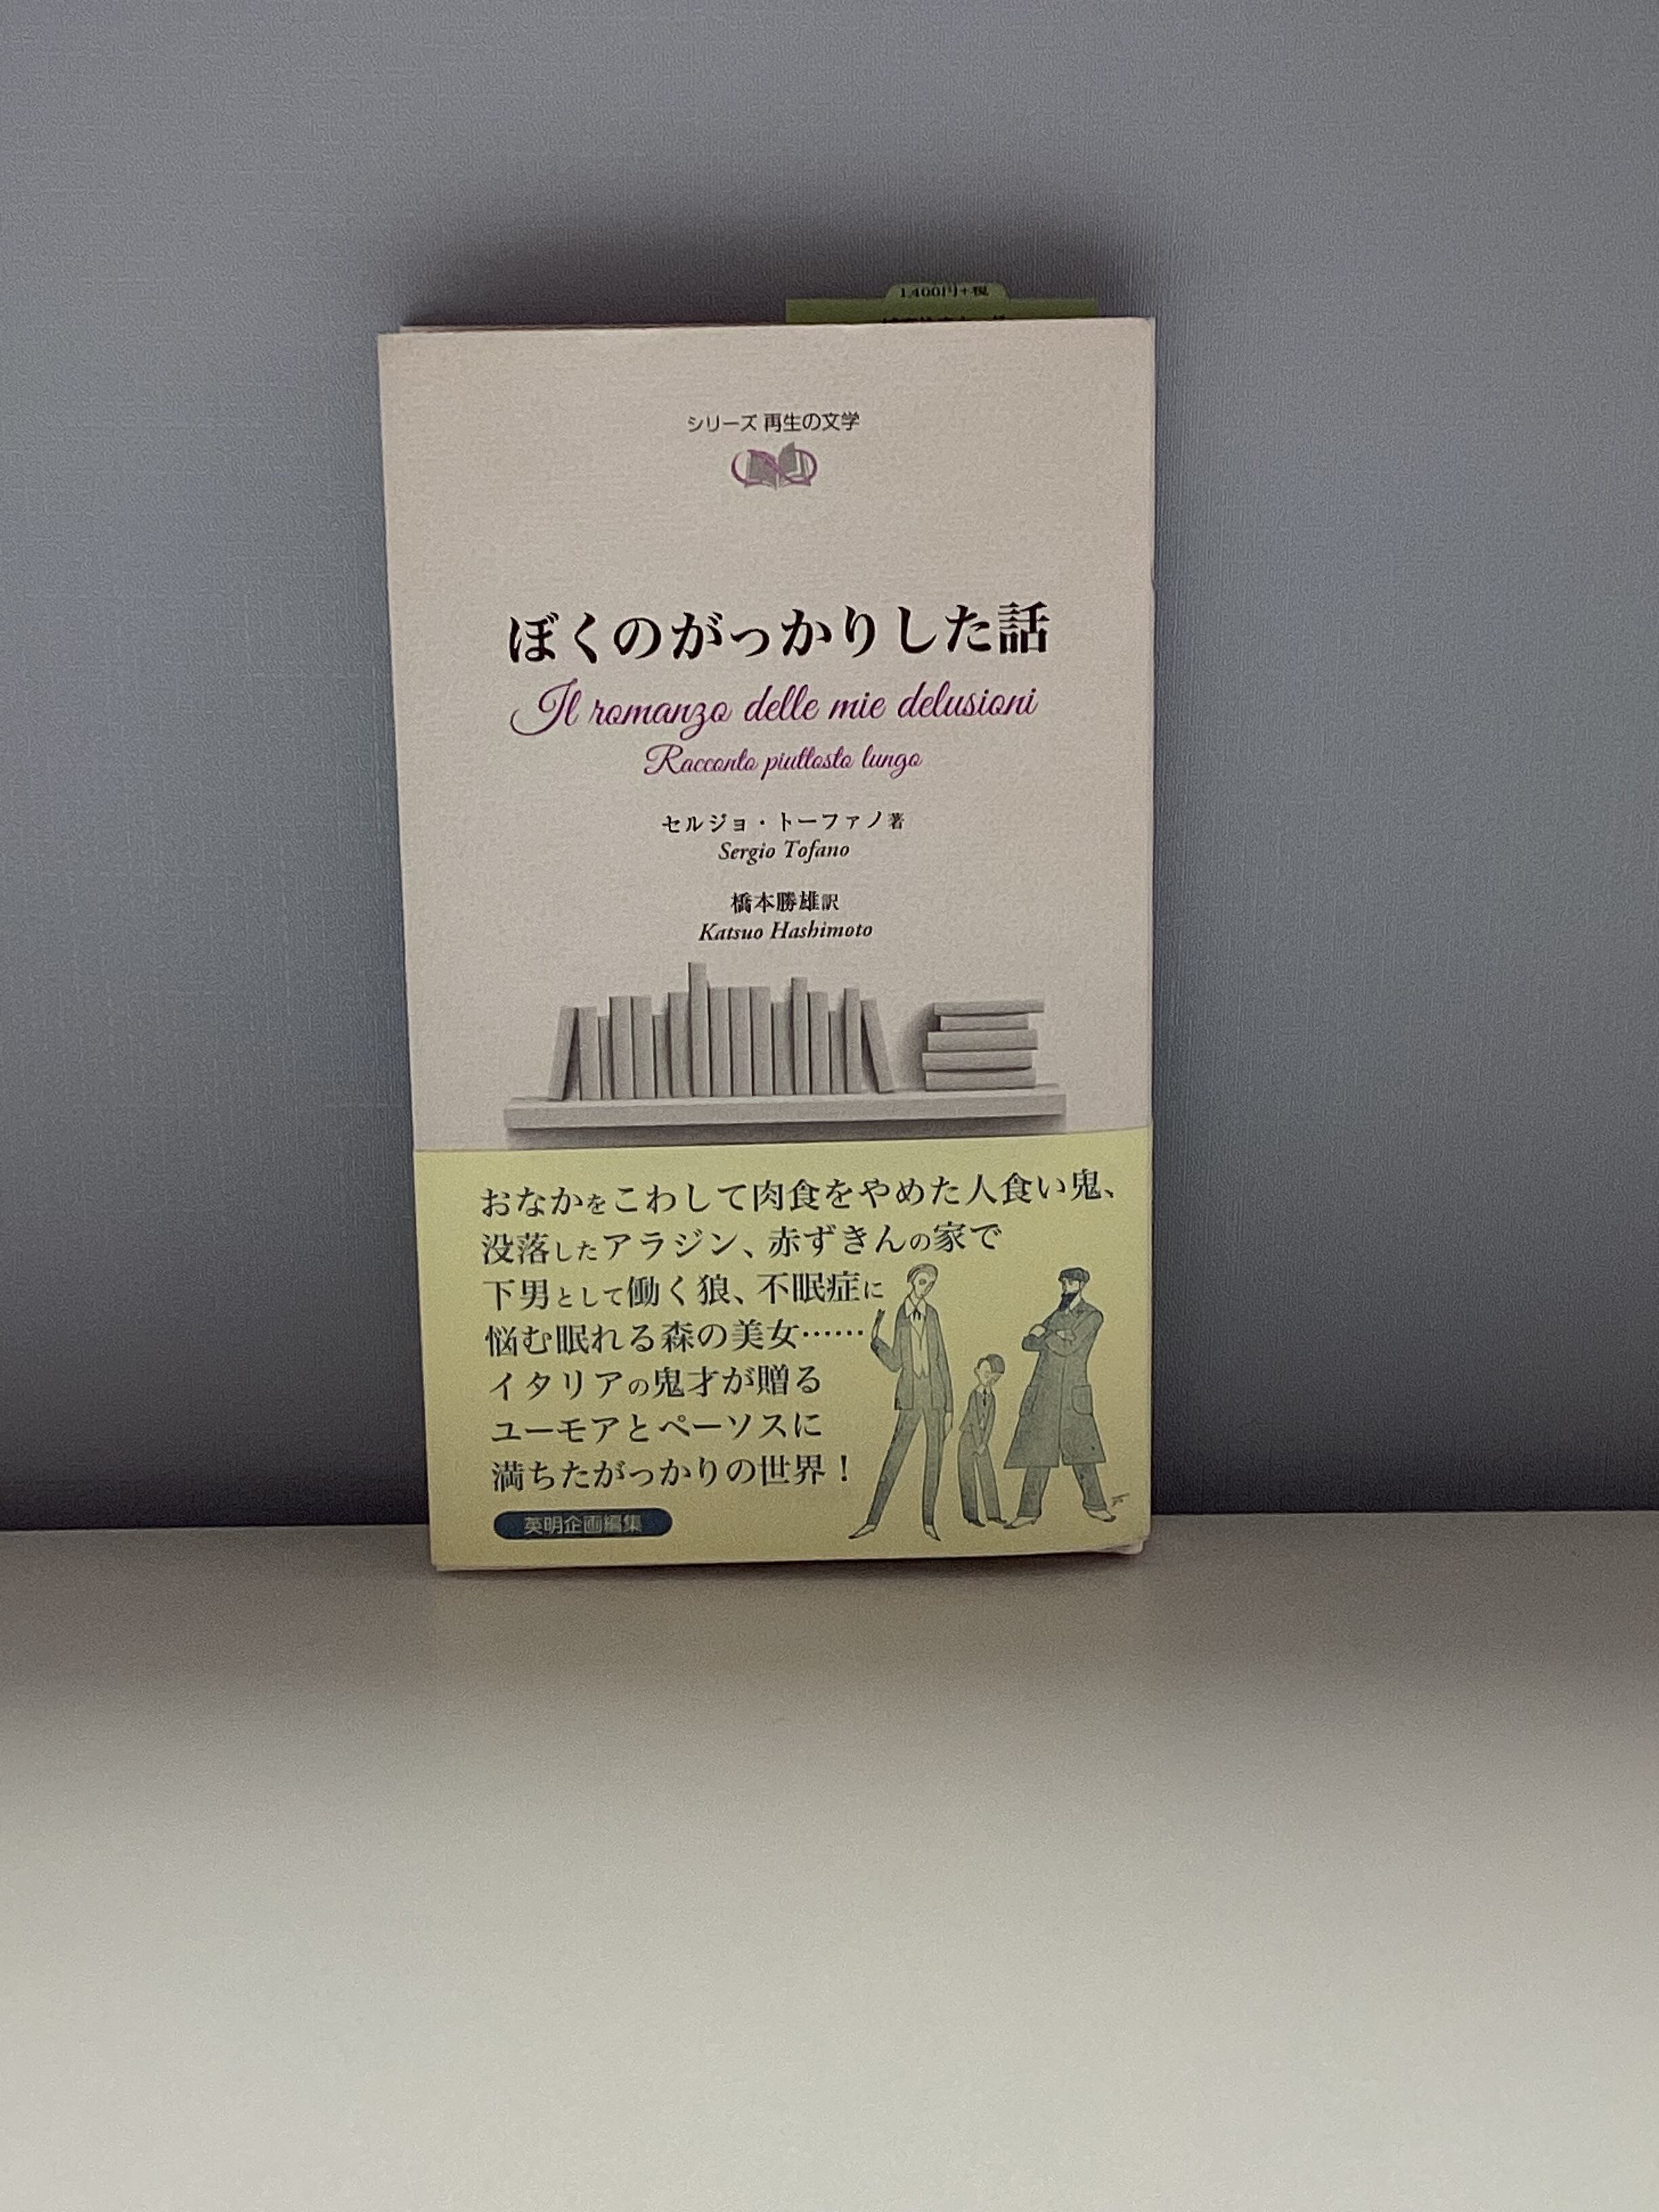 1,400円+税
シリーズ 再生の文学
ぼくのがっかりした話
Il romanzo delle mie delusioni
Racconto piuttosto lungo
セルジョ・トーファノ著
Sergio Tofano
橋本勝雄訳
Katsuo Hashimoto
おなかをこわして肉食をやめた人食い鬼、
没落したアラジン、赤ずきんの家で
下男として働く狼、不眠症に
悩む眠れる森の美女……
イタリアの鬼才が贈る
ユーモアとペーソスに
満ちたがっかりの世界！
英明企画編集